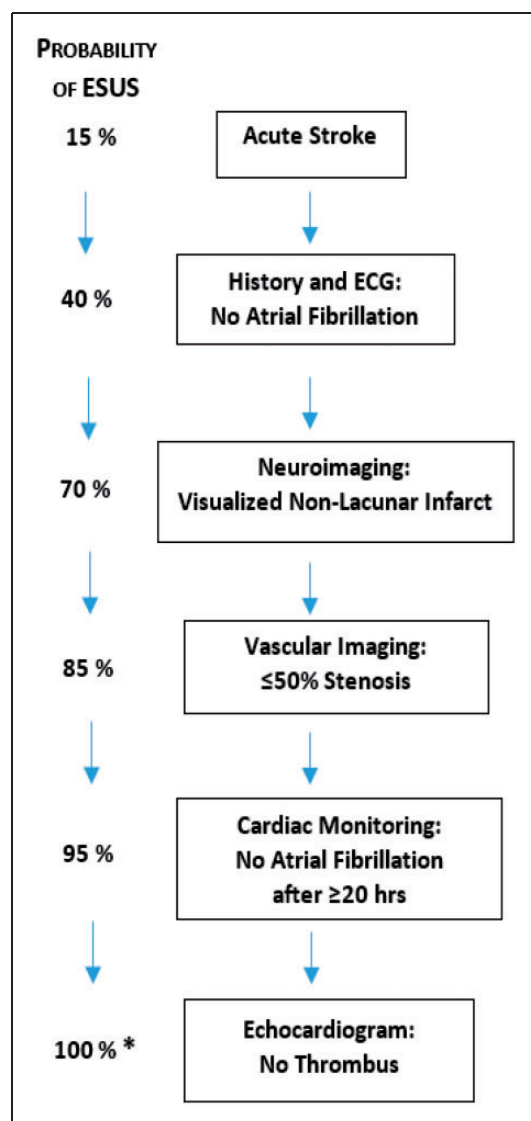 PROBABILITY
OF ESUS
15 %
Acute Stroke
40 %
History and ECG:
No Atrial Fibrillation
70 %
Neuroimaging:
Visualized Non-Lacunar Infarct
85 %
Vascular Imaging:
≤50% Stenosis
95 %
Cardiac Monitoring:
No Atrial Fibrillation
after ≥20 hrs
100 % *
Echocardiogram:
No Thrombus